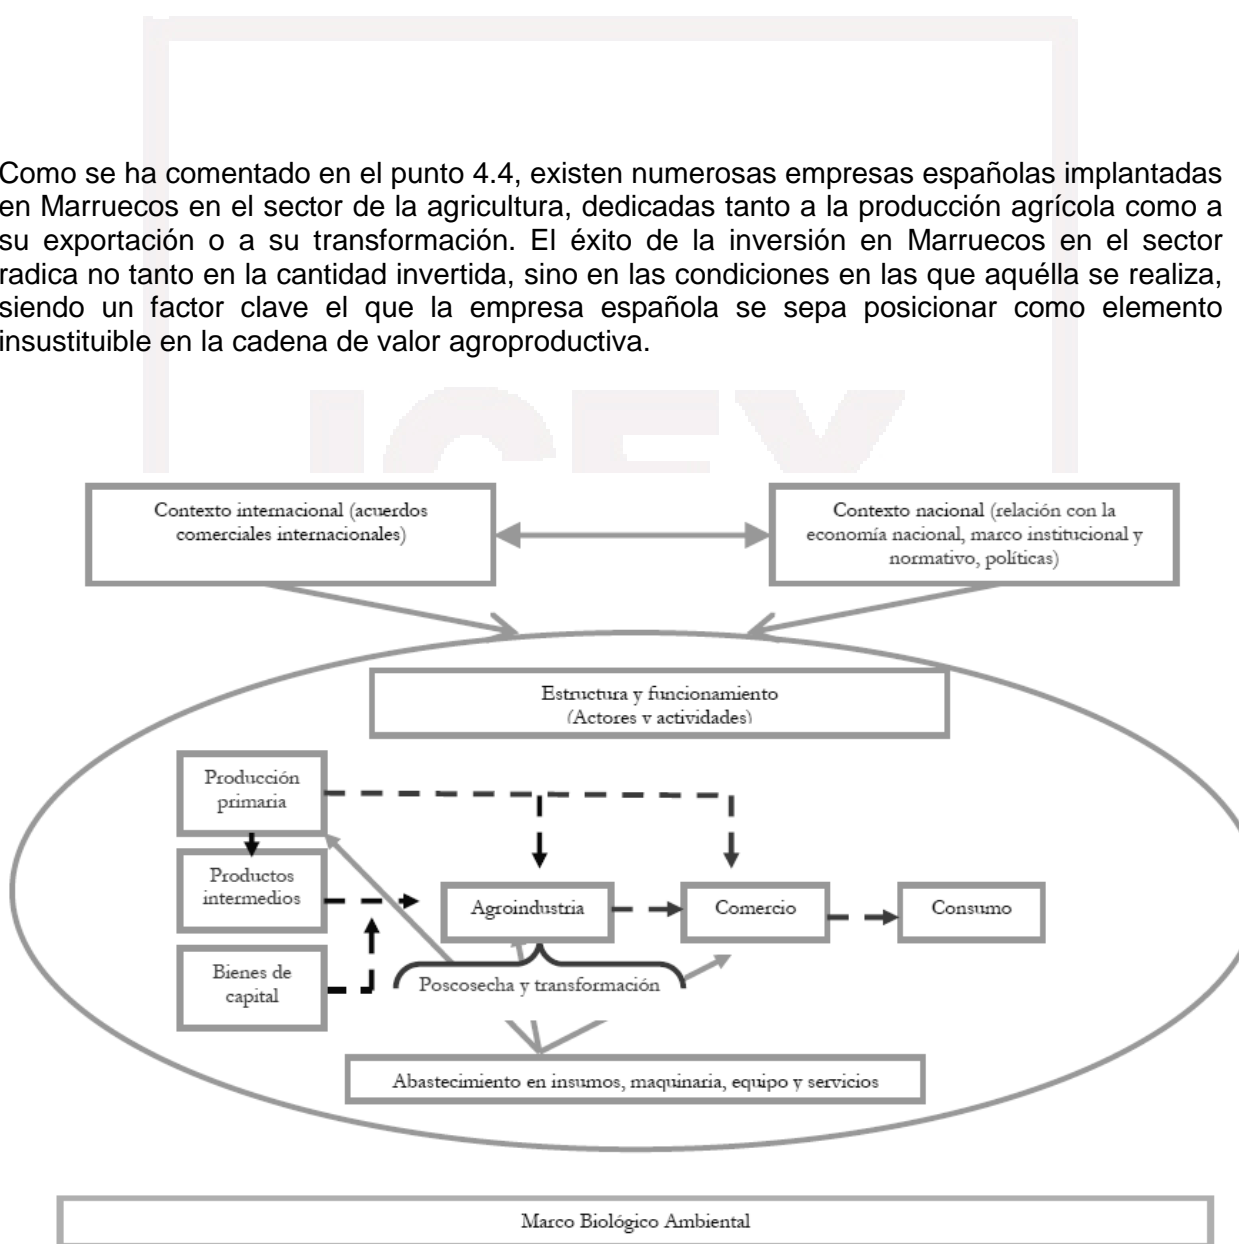 Como se ha comentado en el punto 4.4, existen numerosas empresas españolas implantadas
en Marruecos en el sector de la agricultura, dedicadas tanto a la producción agrícola como a
su exportación o a su transformación. El éxito de la inversión en Marruecos en el sector
radica no tanto en la cantidad invertida, sino en las condiciones en las que aquélla se realiza,
siendo un factor clave el que la empresa española se sepa posicionar como elemento
insustituible en la cadena de valor agroproductiva.
ICEX
Contexto internacional (acuerdos
comerciales internacionales)
Contexto nacional (relación con la
economía nacional, marco institucional y
normativo, políticas)
Estructura y funcionamiento
(Actores y actividades)
Producción
primaria
Productos
intermedios
Agroindustria
Comercio
Consumo
Bienes de
capital
Poscosecha y transformación
Abastecimiento en insumos, maquinaria, equipo y servicios
Marco Biológico Ambiental